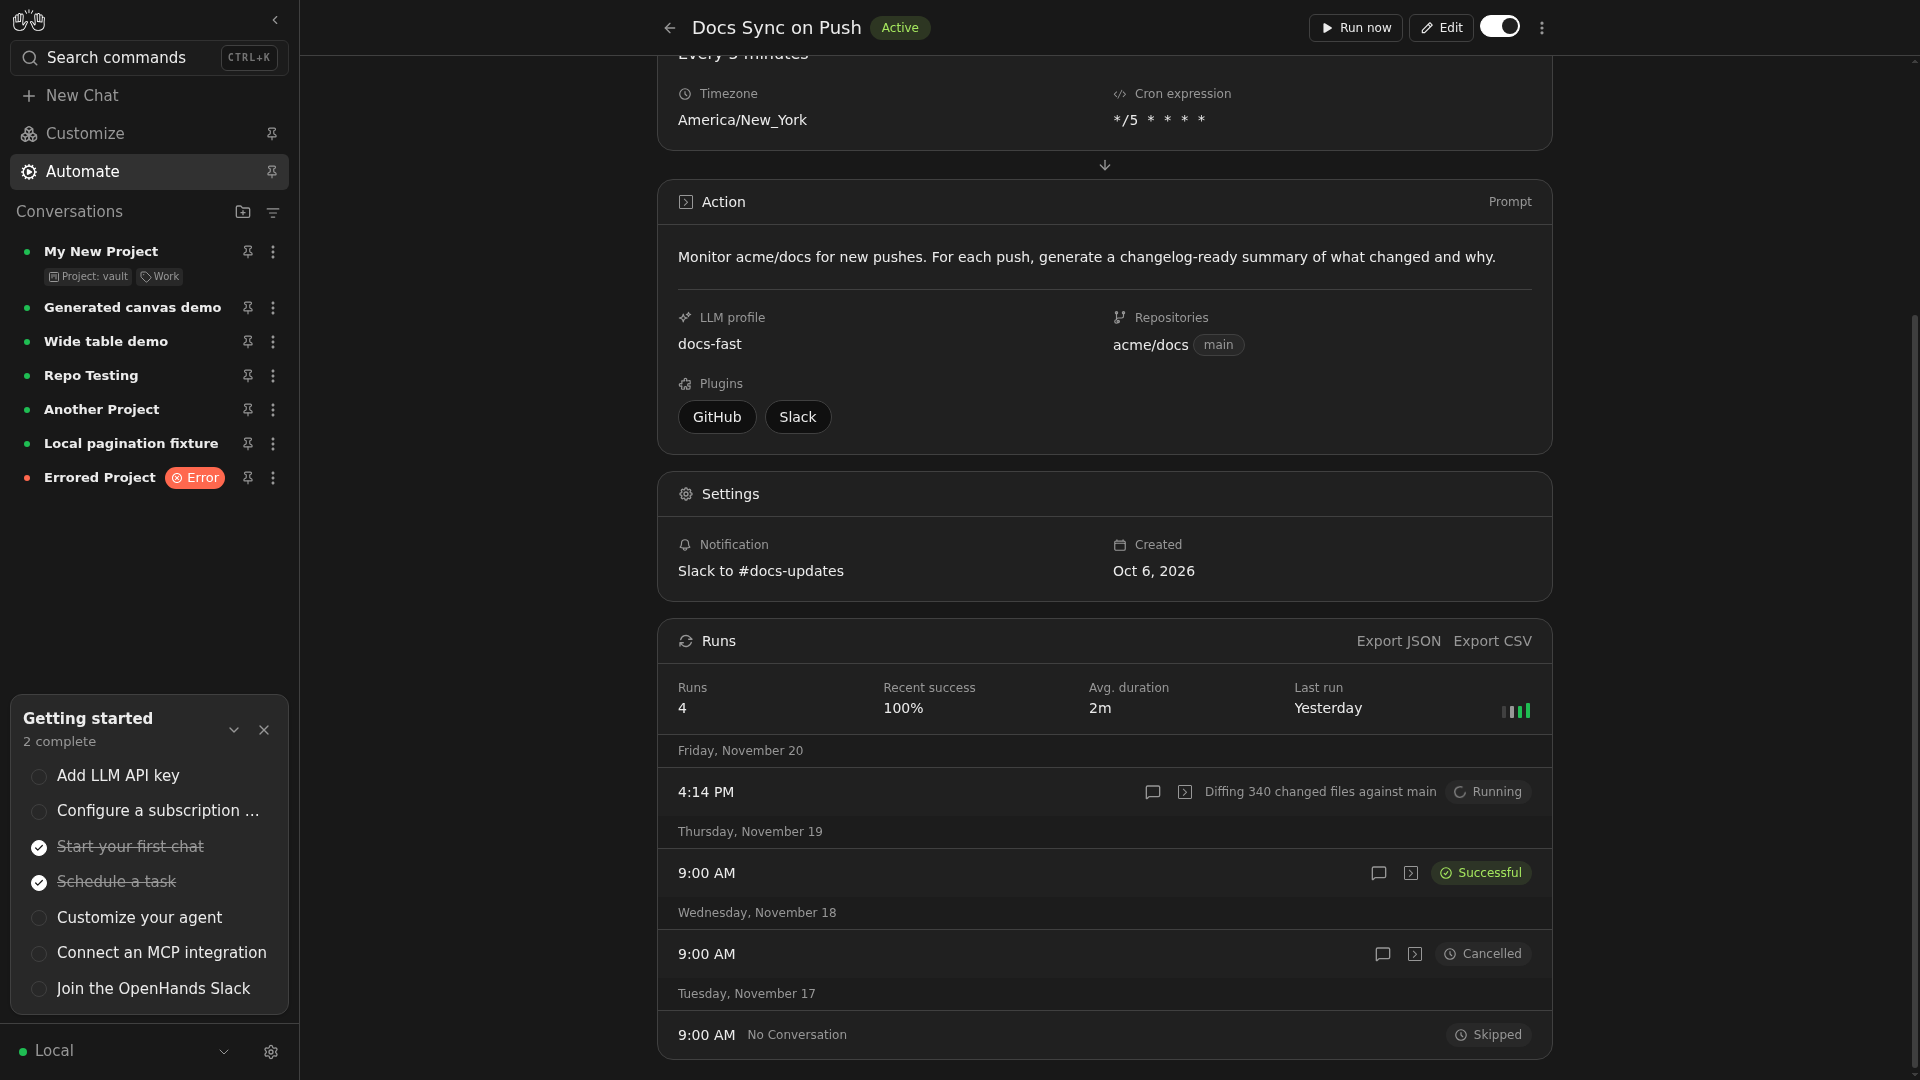 Search commands
CTRL+K
New Chat
Customize
Automate
Conversations
My New Project
Project: vault
Work
Generated canvas demo
Wide table demo
Repo Testing
Another Project
Local pagination fixture
Errored Project
Error
Getting started
2 complete
Add LLM API key
Configure a subscription ...
Start your first chat
Schedule a task
Customize your agent
Connect an MCP integration
Join the OpenHands Slack
Local
Docs Sync on Push
Active
Run now
Edit
Every 5 minutes
Timezone
America/New_York
Cron expression
*/5 * * * *
Action
Prompt
Monitor acme/docs for new pushes. For each push, generate a changelog-ready summary of what changed and why.
LLM profile
docs-fast
Repositories
acme/docs main
Plugins
GitHub
Slack
Settings
Notification
Slack to #docs-updates
Created
Oct 6, 2026
Runs
Export JSON
Export CSV
Runs
4
Recent success
100%
Avg. duration
2m
Last run
Yesterday
Friday, November 20
4:14 PM
Diffing 340 changed files against main
Running
Thursday, November 19
9:00 AM
Successful
Wednesday, November 18
9:00 AM
Cancelled
Tuesday, November 17
9:00 AM
No Conversation
Skipped